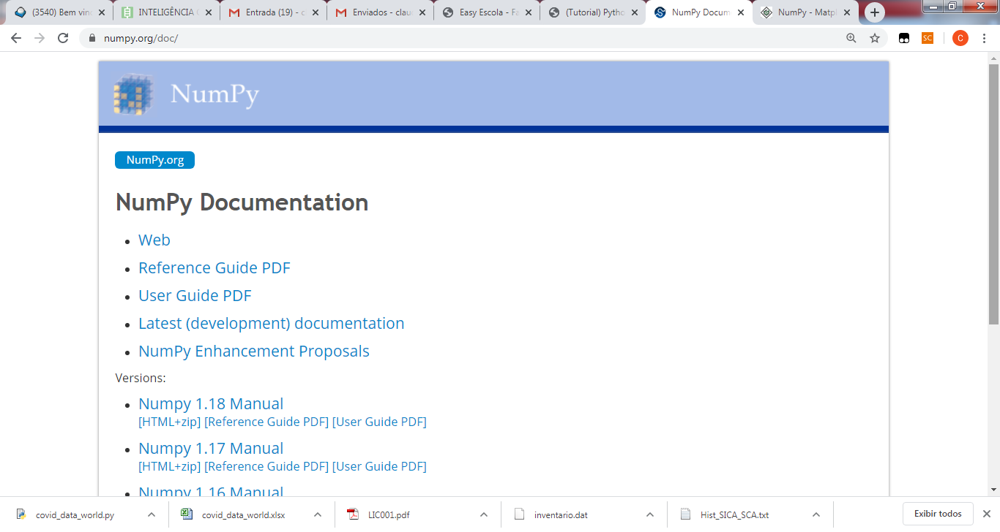 (3540) Bem vin
INTELIGÊNCIA
Entrada (19) - c
Enviados - clau
Easy Escola - Fa
(Tutorial) Pytho
NumPy Docum
NumPy - Matpl
numpy.org/doc/
SC
C
NumPy
NumPy.org
NumPy Documentation
Web
Reference Guide PDF
User Guide PDF
Latest (development) documentation
NumPy Enhancement Proposals
Versions:
Numpy 1.18 Manual
[HTML+zip] [Reference Guide PDF] [User Guide PDF]
Numpy 1.17 Manual
[HTML+zip] [Reference Guide PDF] [User Guide PDF]
Numpy 1.16 Manual
covid_data_world.py
covid_data_world.xlsx
LIC001.pdf
inventario.dat
Hist_SICA_SCA.txt
Exibir todos